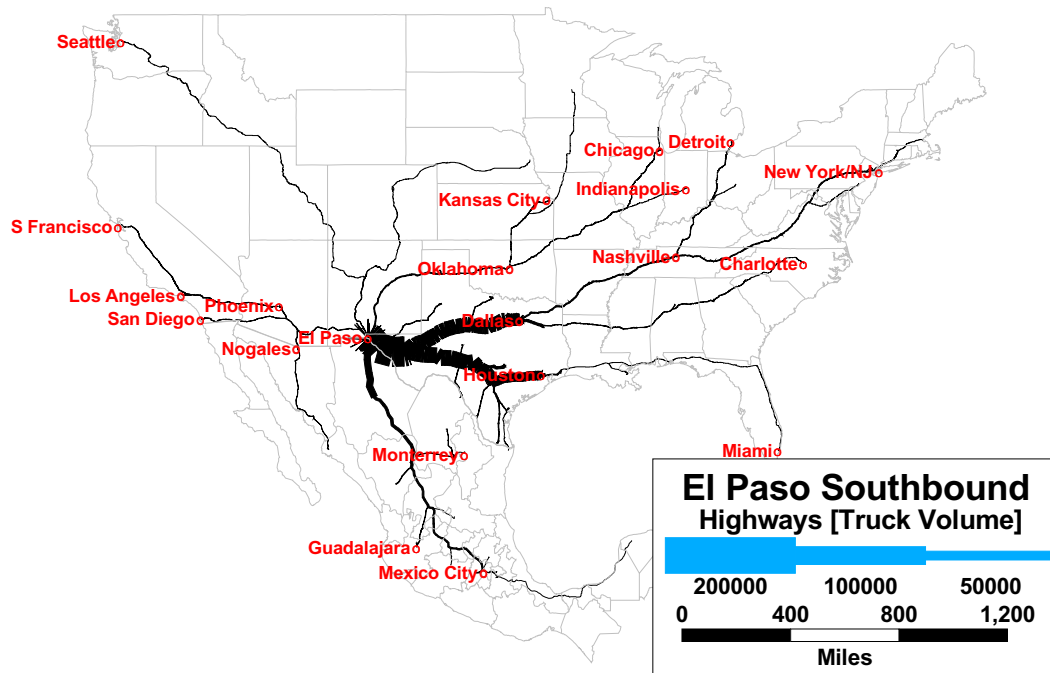 Seattle
Chicago
Detroit
New York/NJ
Indianapolis
Kansas City
S Francisco
Nashville
Charlotte
Oklahoma
Los Angeles
Phoenix
San Diego
Dallas
El Paso
Nogales
Houston
Miami
Monterrey
Guadalajara
Mexico City
El Paso Southbound
Highways [Truck Volume]
200000 100000 50000
0 400 800 1,200
Miles